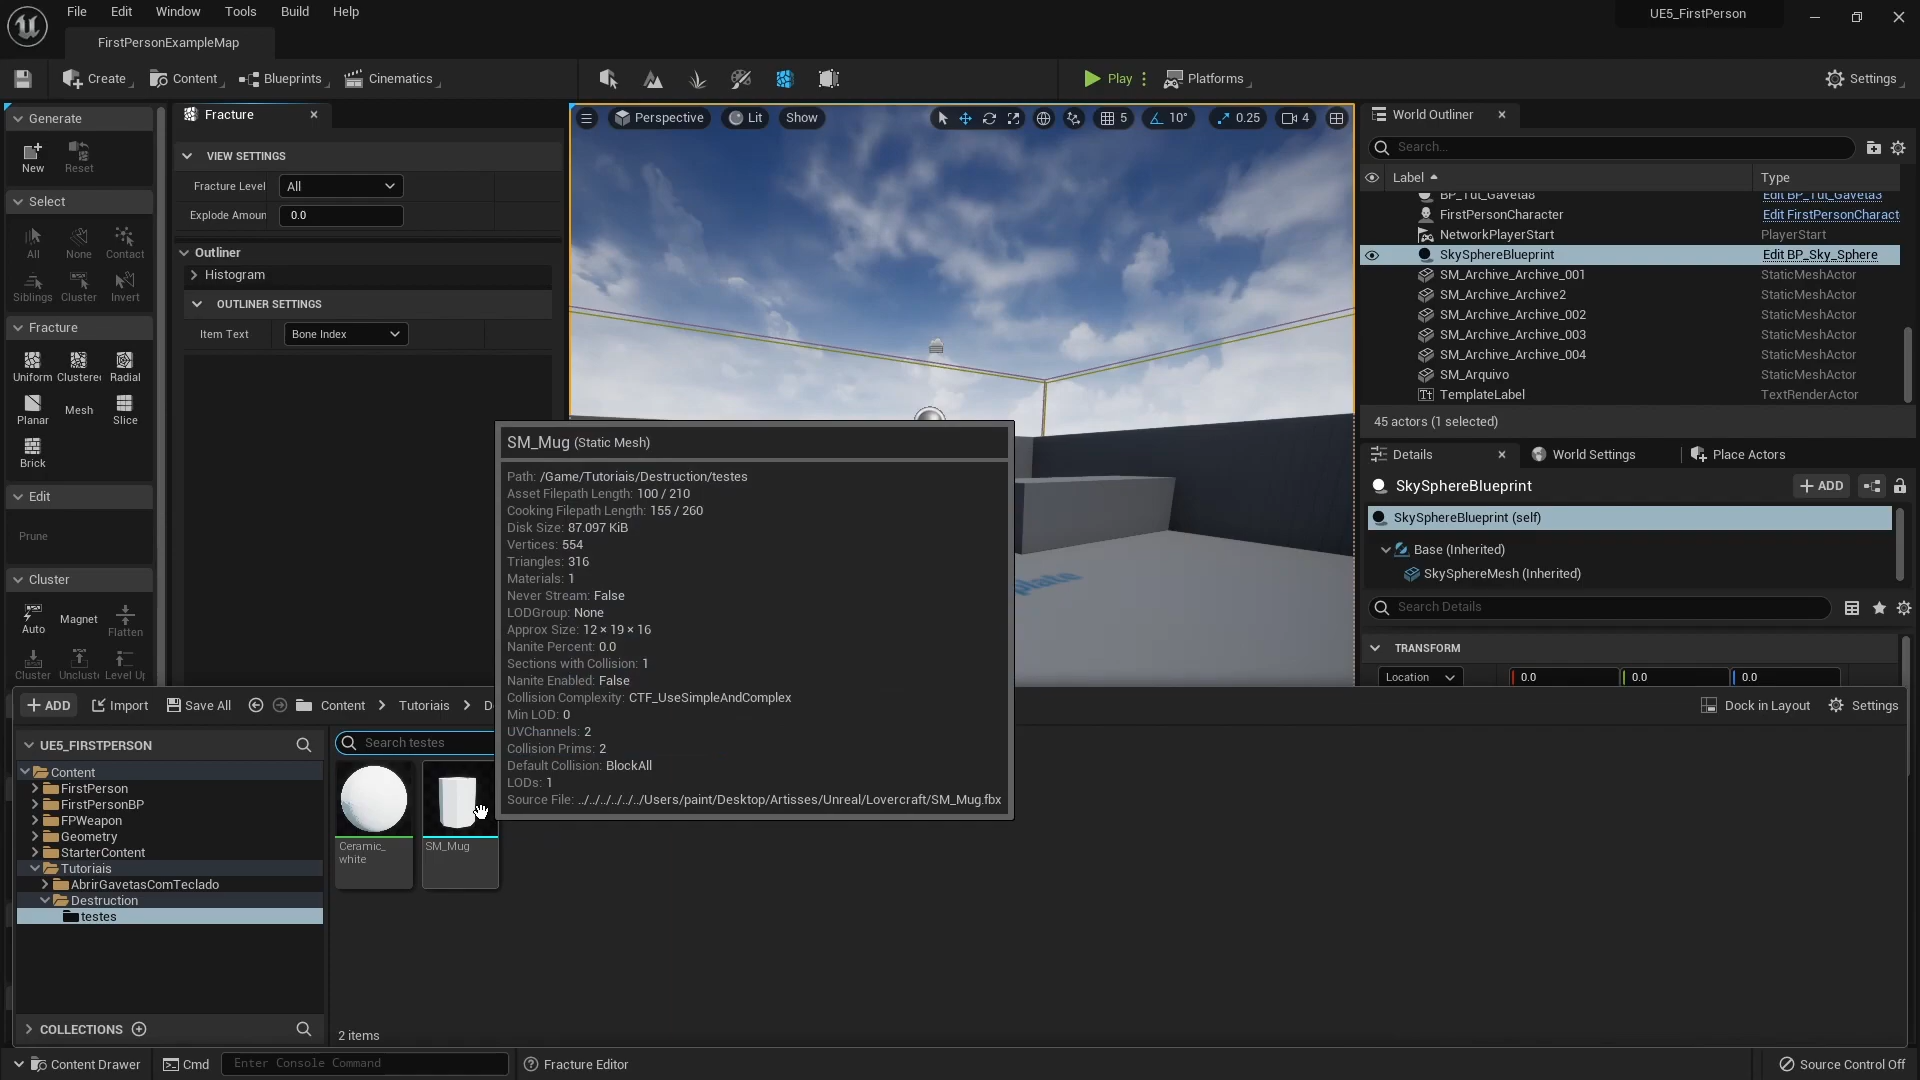 File Edit Window Tools Build Help
UE5_FirstPerson
FirstPersonExampleMap
Create Content Blueprints Cinematics
Play Platforms
Settings
Generate
New Reset
Select
All None Contact
Siblings Cluster Invert
Fracture
Uniform Clustere Radial
Planar Mesh Slice
Brick
Edit
Prune
Cluster
Auto Magnet Flatten
Cluster Unclust Level Up
Fracture
VIEW SETTINGS
Fracture Level All
Explode Amoun 0.0
Outliner
Histogram
OUTLINER SETTINGS
Item Text Bone Index
Perspective Lit Show
5 10° 0.25 4
World Outliner
Search...
Label Type
BP_Tut_Gaveta8 Edit BP_Tut_Gaveta3
FirstPersonCharacter Edit FirstPersonCharact
NetworkPlayerStart PlayerStart
SkySphereBlueprint Edit BP_Sky_Sphere
SM_Archive_Archive_001 StaticMeshActor
SM_Archive_Archive2 StaticMeshActor
SM_Archive_Archive_002 StaticMeshActor
SM_Archive_Archive_003 StaticMeshActor
SM_Archive_Archive_004 StaticMeshActor
SM_Arquivo StaticMeshActor
TemplateLabel TextRenderActor
45 actors (1 selected)
Details World Settings Place Actors
SkySphereBlueprint ADD
SkySphereBlueprint (self)
Base (Inherited)
SkySphereMesh (Inherited)
Search Details
TRANSFORM
Location 0.0 0.0 0.0
SM_Mug (Static Mesh)
Path: /Game/Tutoriais/Destruction/testes
Asset Filepath Length: 100 / 210
Cooking Filepath Length: 155 / 260
Disk Size: 87.097 KiB
Vertices: 554
Triangles: 316
Materials: 1
Never Stream: False
LODGroup: None
Approx Size: 12×19×16
Nanite Percent: 0.0
Sections with Collision: 1
Nanite Enabled: False
Collision Complexity: CTF_UseSimpleAndComplex
Min LOD: 0
UVChannels: 2
Collision Prims: 2
Default Collision: BlockAll
LODs: 1
Source File: ../../../../../../Users/paint/Desktop/Artisses/Unreal/Lovercraft/SM_Mug.fbx
ADD Import Save All Content Tutoriais D
Dock in Layout Settings
UE5_FIRSTPERSON
Content
FirstPerson
FirstPersonBP
FPWeapon
Geometry
StarterContent
Tutoriais
AbrirGavetasComTeclado
Destruction
testes
COLLECTIONS
Search testes
Ceramic_
white
SM_Mug
2 items
Content Drawer Cmd Enter Console Command Fracture Editor
Source Control Off